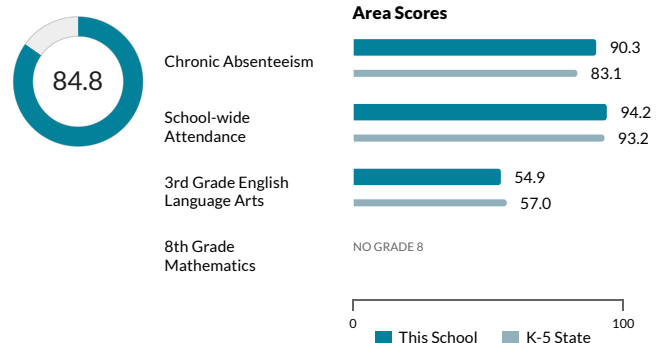 Area Scores
84.8
Chronic Absenteeism
90.3
83.1
School-wide
Attendance
94.2
93.2
3rd Grade English
Language Arts
54.9
57.0
8th Grade
Mathematics
NO GRADE 8
0
100
This School
K-5 State